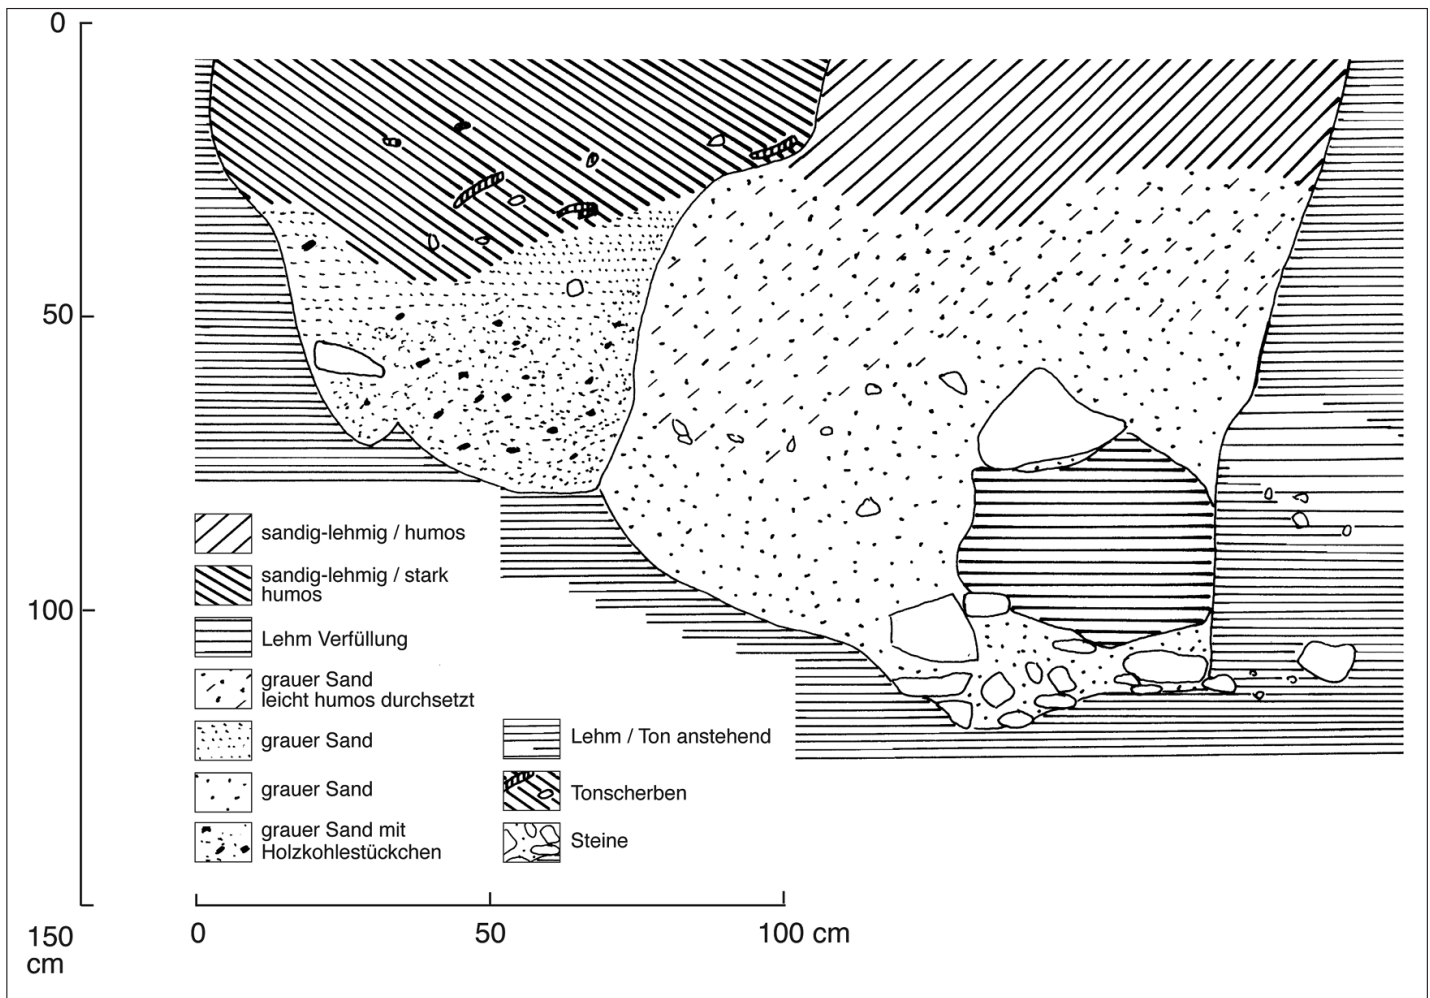 0
50
100
150
cm
sandig-lehmig / humos
sandig-lehmig / stark
humos
Lehm Verfüllung
grauer Sand
leicht humos durchsetzt
grauer Sand
grauer Sand
grauer Sand mit
Holzkohlestückchen
Lehm / Ton anstehend
Tonscherben
Steine
0
50
100 cm